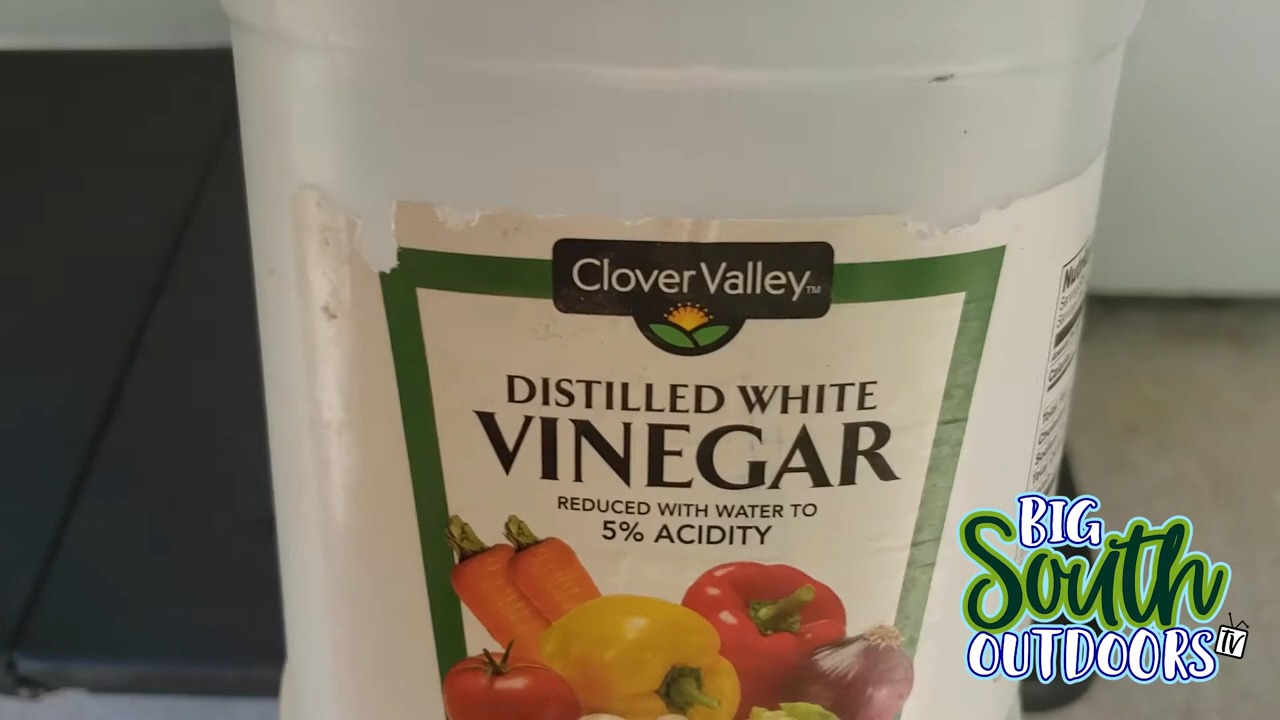 Clover Valley™
DISTILLED WHITE
VINEGAR
REDUCED WITH WATER TO
5% ACIDITY
BIG
South
OUTDOORS
TV